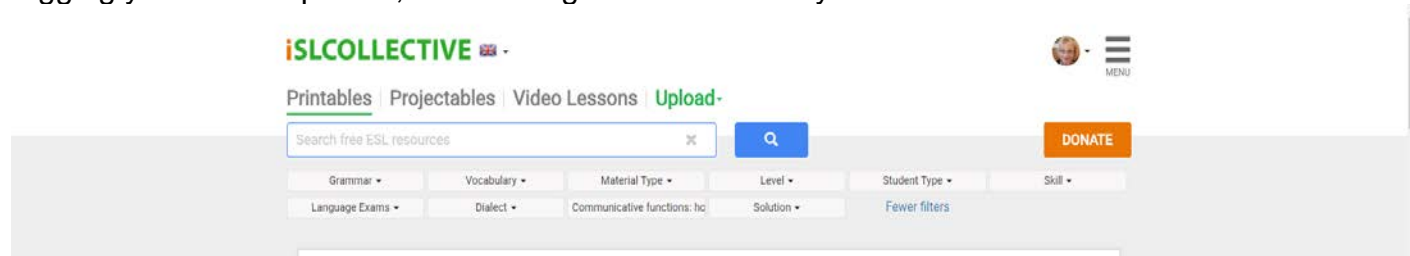 iSLCOLLECTIVE
MENU
Printables Projectables Video Lessons Upload
Search free ESL resources
DONATE
Grammar Vocabulary Material Type Level Student Type Skill
Language Exams Dialect Communicative functions: ho Solution Fewer filters